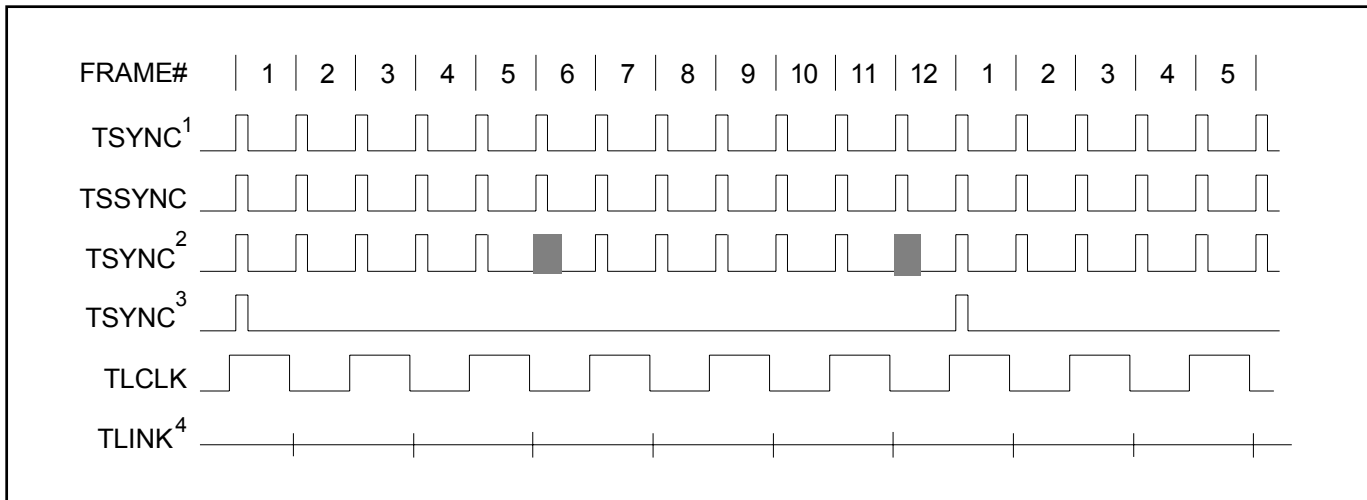 FRAME# 1 2 3 4 5 6 7 8 9 10 11 12 1 2 3 4 5
TSYNC1
TSSYNC
TSYNC2
TSYNC3
TLCLK
TLINK4